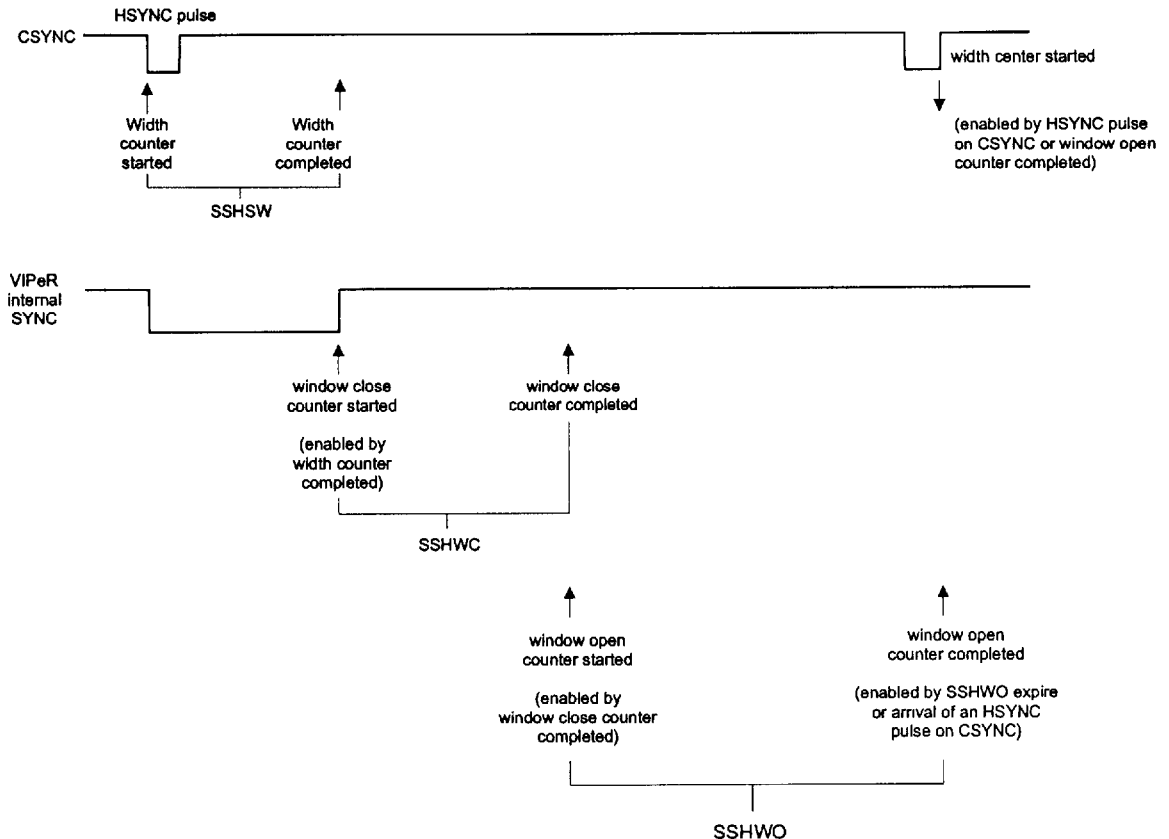 HSYNC pulse
CSYNC
width center started
Width
counter
started
Width
counter
completed
(enabled by HSYNC pulse
on CSYNC or window open
counter completed)
SSHSW
VIPeR
internal
SYNC
window close
counter started
(enabled by
width counter
completed)
window close
counter completed
SSHWC
window open
counter started
(enabled by
window close counter
completed)
window open
counter completed
(enabled by SSHWO expire
or arrival of an HSYNC
pulse on CSYNC)
SSHWO